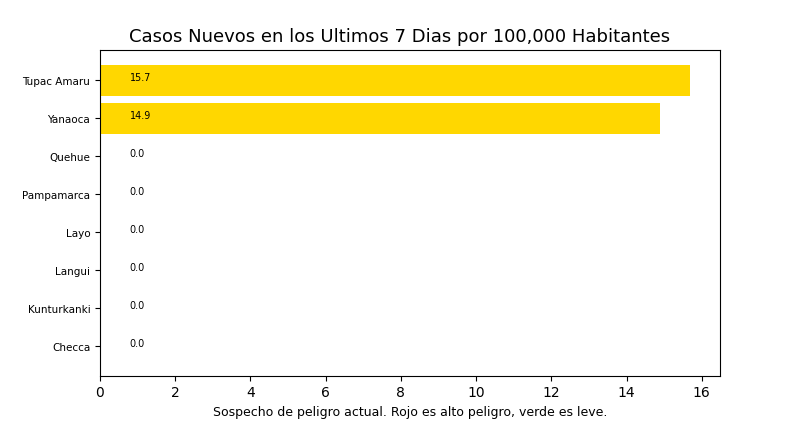 Casos Nuevos en los Ultimos 7 Dias por 100,000 Habitantes
Tupac Amaru 15.7
Yanaoca 14.9
Quehue 0.0
Pampamarca 0.0
Layo 0.0
Langui 0.0
Kunturkanki 0.0
Checca 0.0
0 2 4 6 8 10 12 14 16
Sospecho de peligro actual. Rojo es alto peligro, verde es leve.